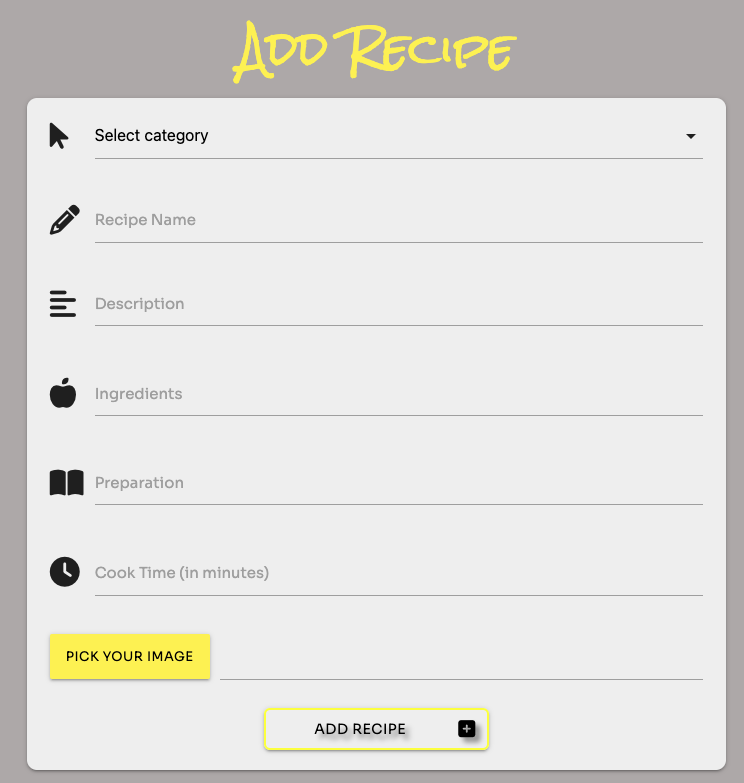 Add Recipe
Select category
Recipe Name
Description
Ingredients
Preparation
Cook Time (in minutes)
PICK YOUR IMAGE
ADD RECIPE